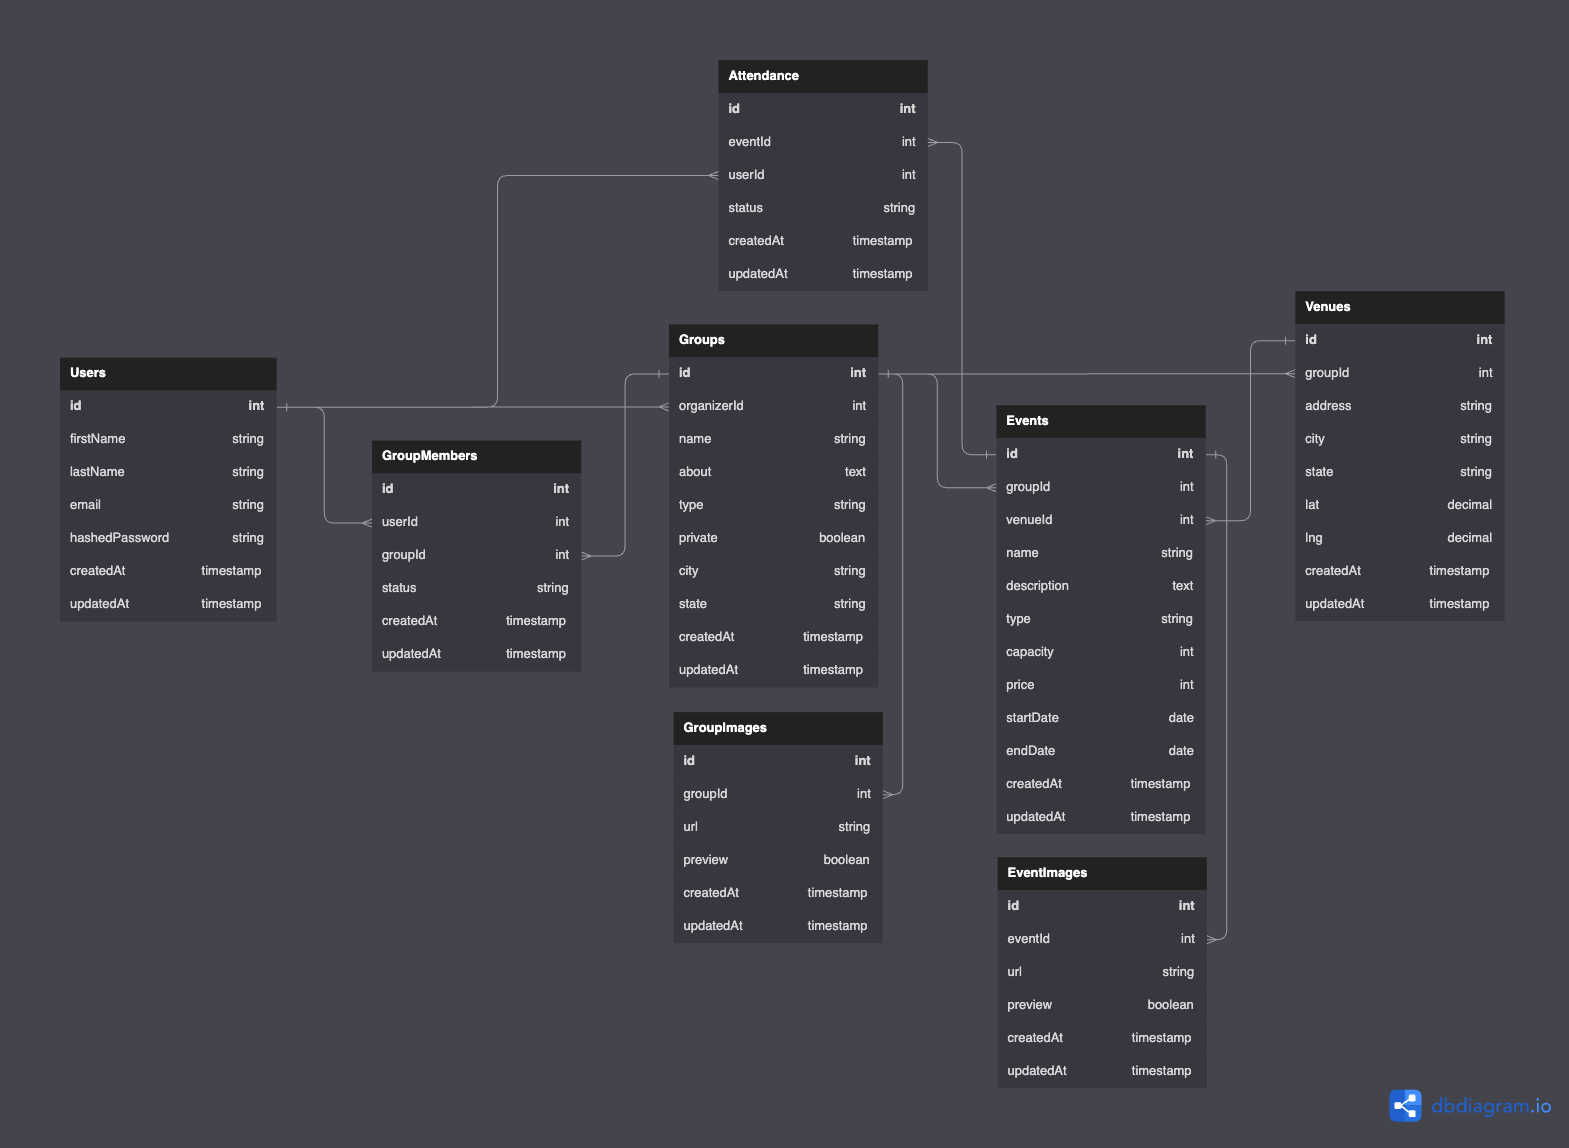 Attendance
id int
eventId int
userId int
status string
createdAt timestamp
updatedAt timestamp
Users
id int
firstName string
lastName string
email string
hashedPassword string
createdAt timestamp
updatedAt timestamp
GroupMembers
id int
userId int
groupId int
status string
createdAt timestamp
updatedAt timestamp
Groups
id int
organizerId int
name string
about text
type string
private boolean
city string
state string
createdAt timestamp
updatedAt timestamp
GroupImages
id int
groupId int
url string
preview boolean
createdAt timestamp
updatedAt timestamp
Events
id int
groupId int
venueId int
name string
description text
type string
capacity int
price int
startDate date
endDate date
createdAt timestamp
updatedAt timestamp
EventImages
id int
eventId int
url string
preview boolean
createdAt timestamp
updatedAt timestamp
Venues
id int
groupId int
address string
city string
state string
lat decimal
lng decimal
createdAt timestamp
updatedAt timestamp
dbdiagram.io